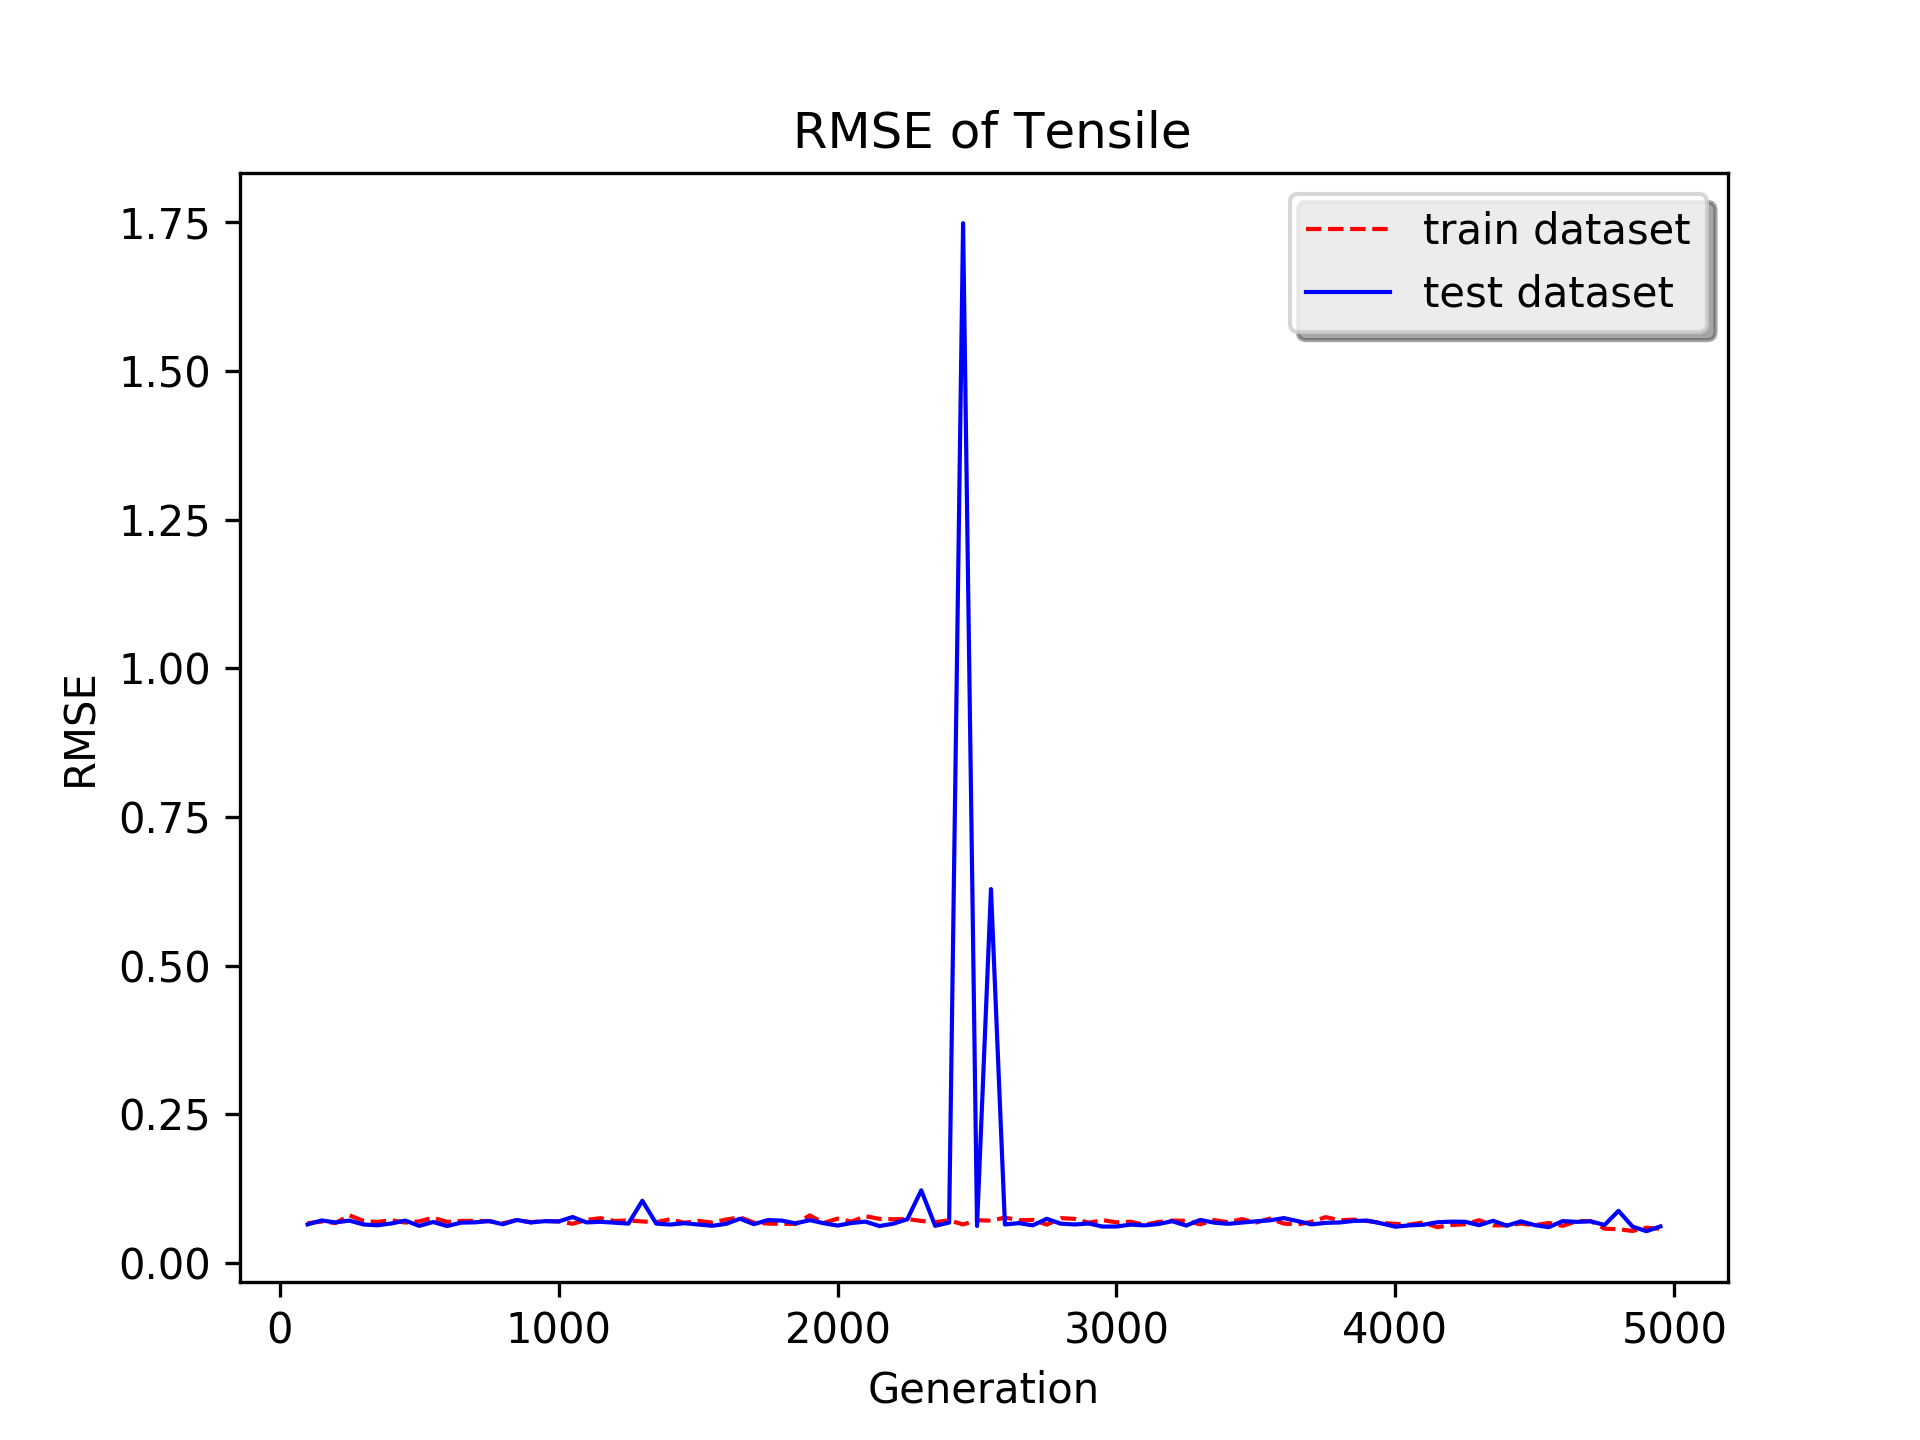 RMSE of Tensile
train dataset
test dataset
RMSE
1.75
1.50
1.25
1.00
0.75
0.50
0.25
0.00
0 1000 2000 3000 4000 5000
Generation